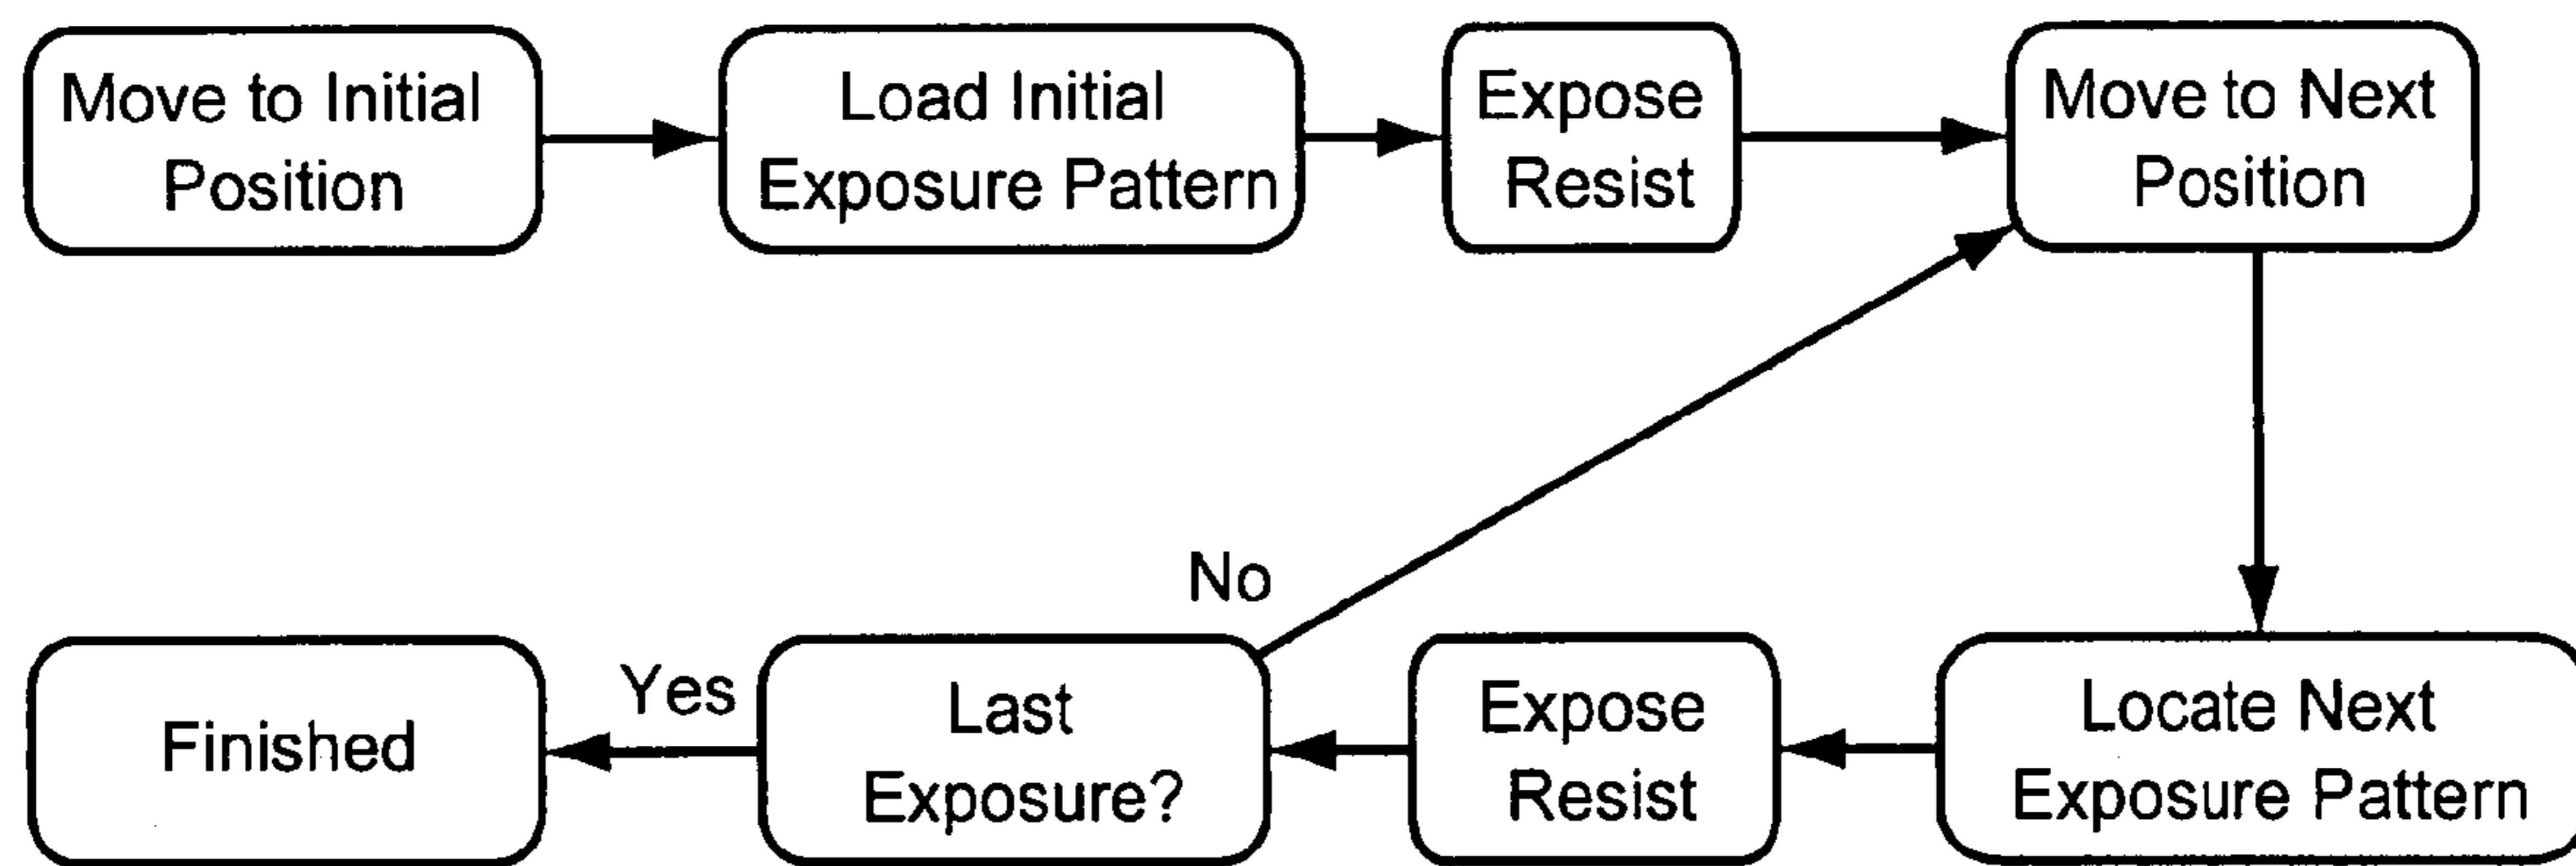 Move to Initial
Position
Load Initial
Exposure Pattern
Expose
Resist
Move to Next
Position
No
Yes
Finished
Last
Exposure?
Expose
Resist
Locate Next
Exposure Pattern